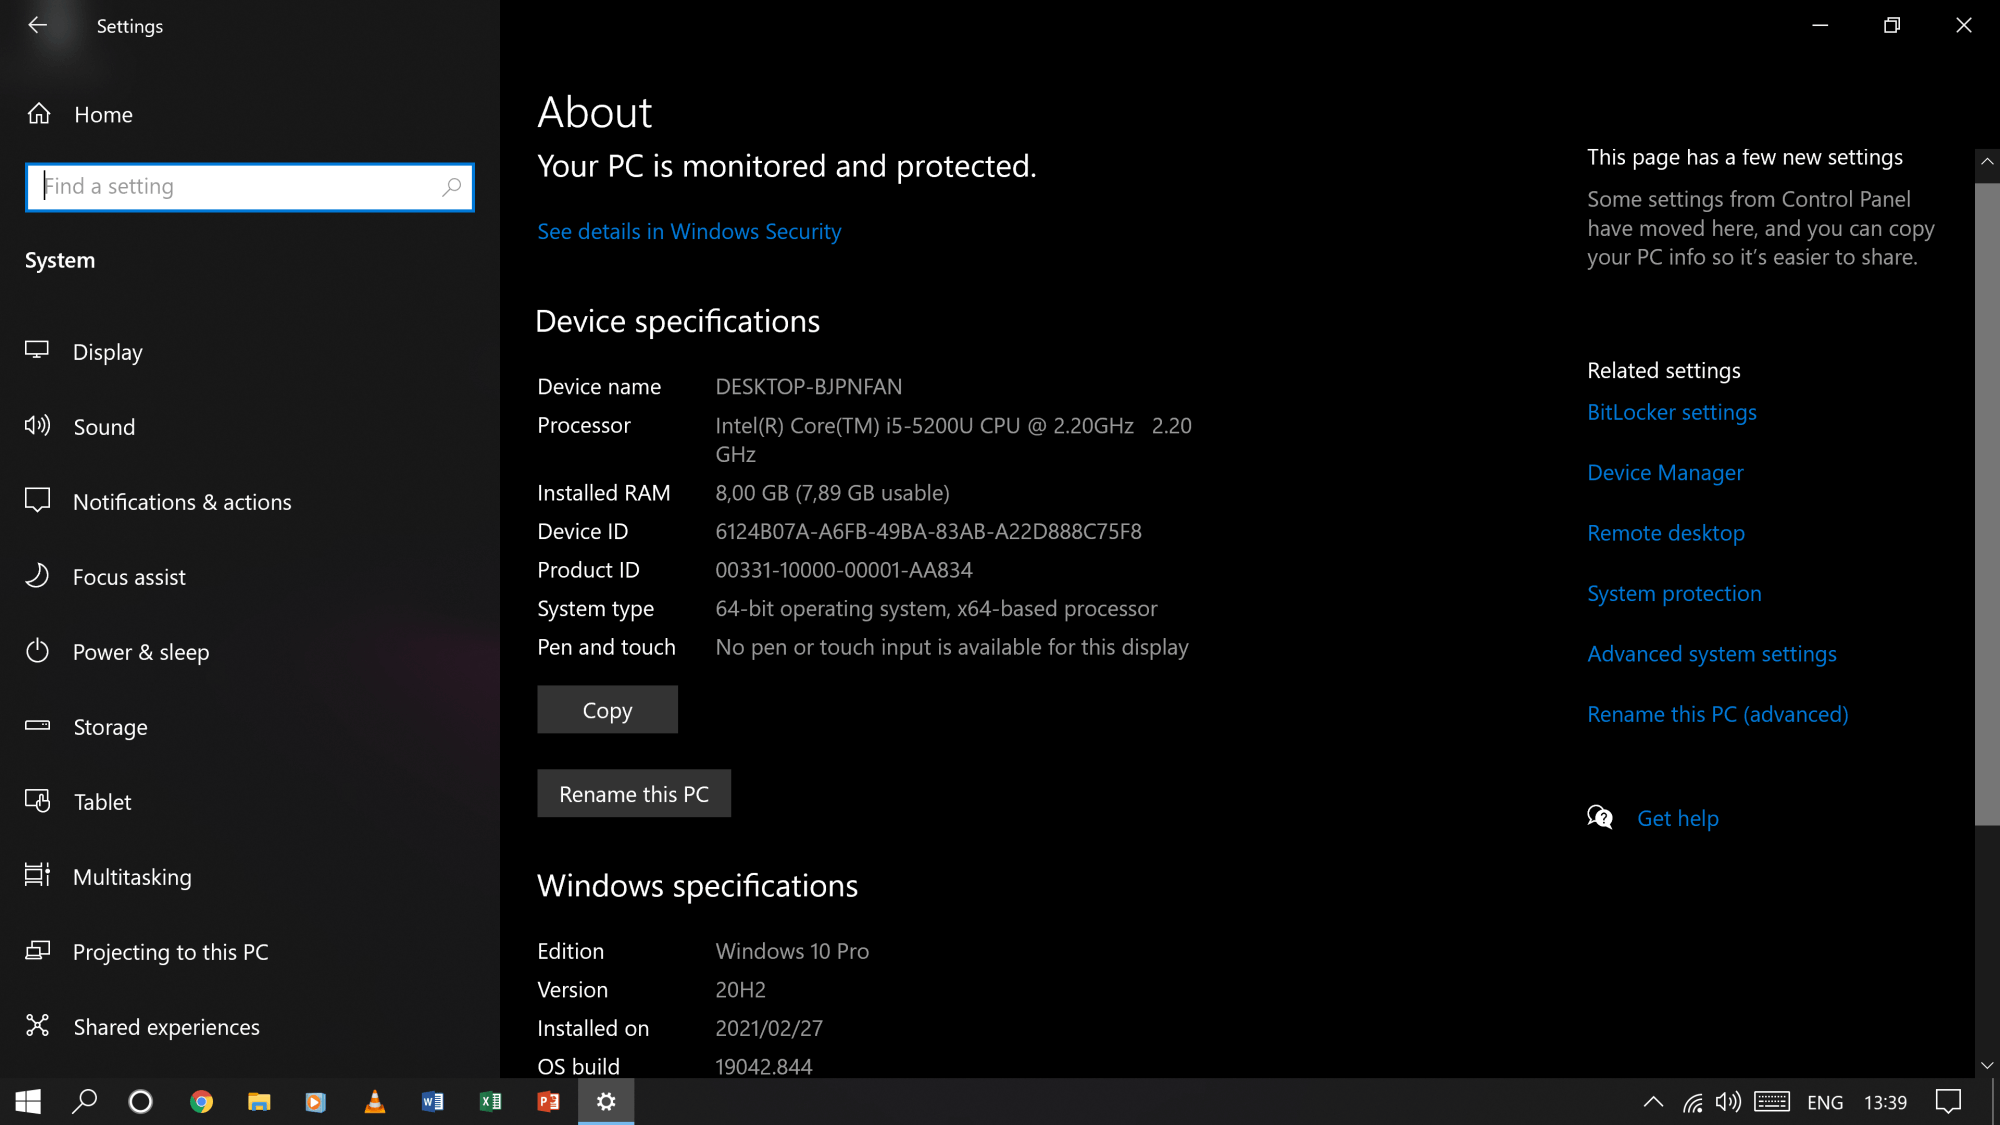 Settings
Home
Find a setting
System
Display
Sound
Notifications & actions
Focus assist
Power & sleep
Storage
Tablet
Multitasking
Projecting to this PC
Shared experiences
About
Your PC is monitored and protected.
See details in Windows Security
Device specifications
Device name DESKTOP-BJPNFAN
Processor Intel(R) Core(TM) i5-5200U CPU @ 2.20GHz 2.20
GHz
Installed RAM 8,00 GB (7,89 GB usable)
Device ID 6124B07A-A6FB-49BA-83AB-A22D888C75F8
Product ID 00331-10000-00001-AA834
System type 64-bit operating system, x64-based processor
Pen and touch No pen or touch input is available for this display
Copy
Rename this PC
Windows specifications
Edition Windows 10 Pro
Version 20H2
Installed on 2021/02/27
OS build 19042.844
This page has a few new settings
Some settings from Control Panel
have moved here, and you can copy
your PC info so it’s easier to share.
Related settings
BitLocker settings
Device Manager
Remote desktop
System protection
Advanced system settings
Rename this PC (advanced)
Get help
ENG 13:39